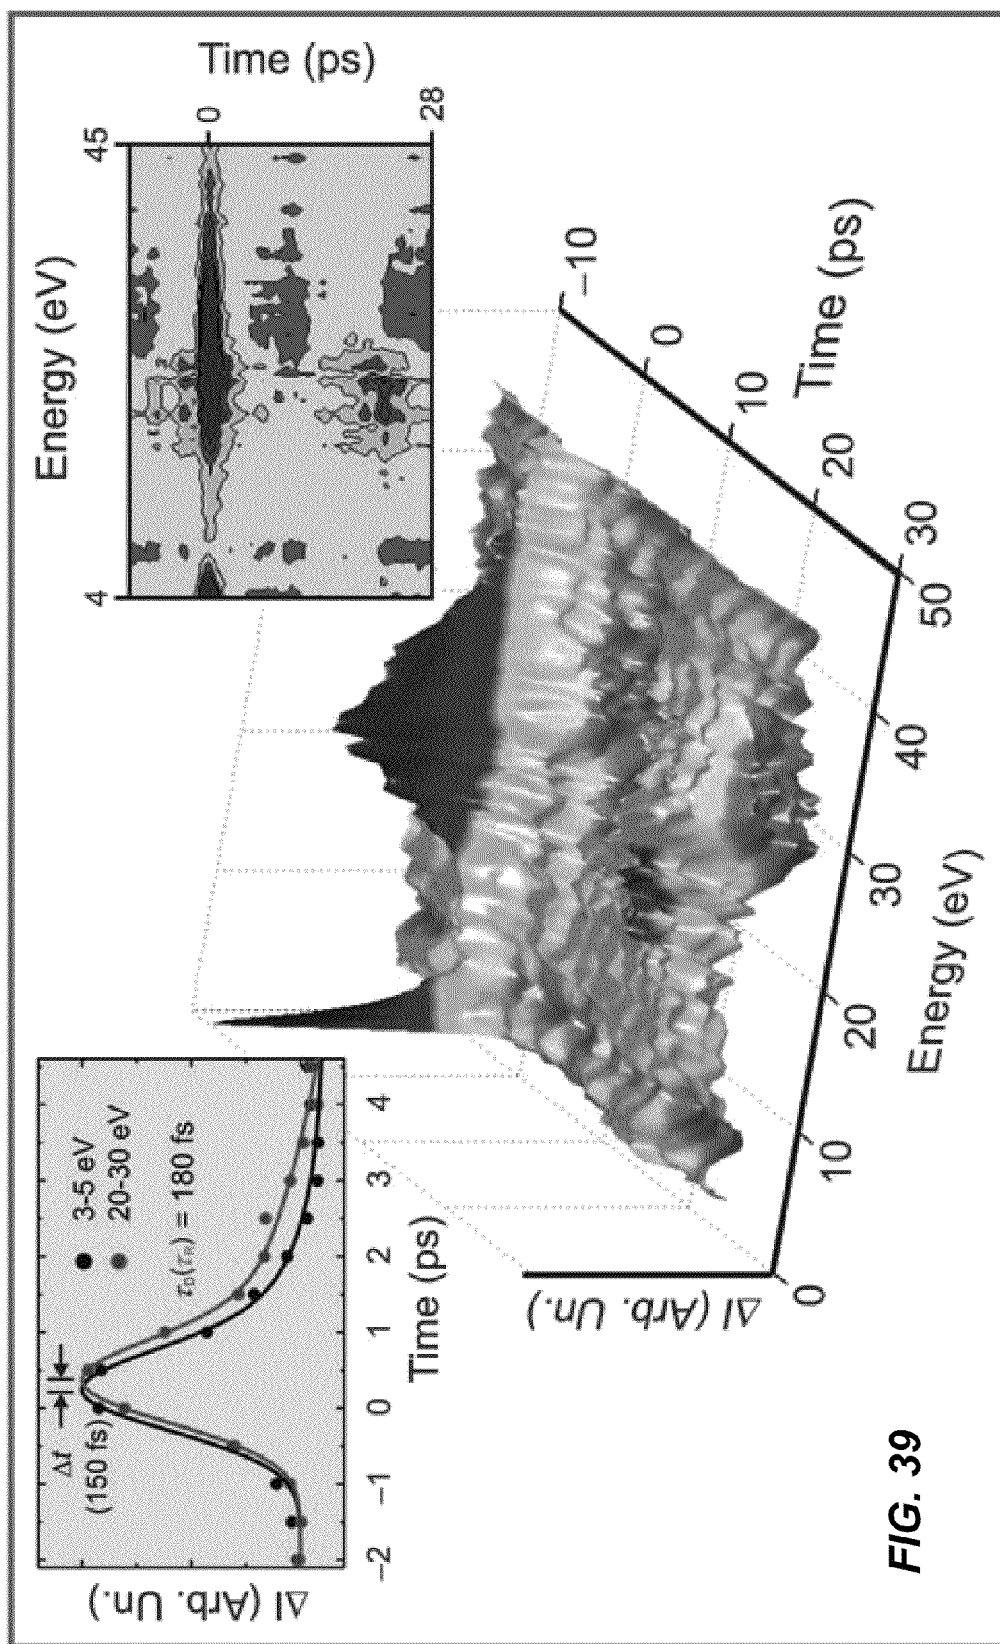 ΔI (Arb. Un.)
Δt
(150 fs)
3-5 eV
20-30 eV
τD(τR) = 180 fs
−2
−1
0
1
2
3
4
Time (ps)
Energy (eV)
4
45
Time (ps)
0
28
ΔI (Arb. Un.)
0
10
20
30
40
50
Energy (eV)
−10
0
10
20
30
Time (ps)
FIG. 39